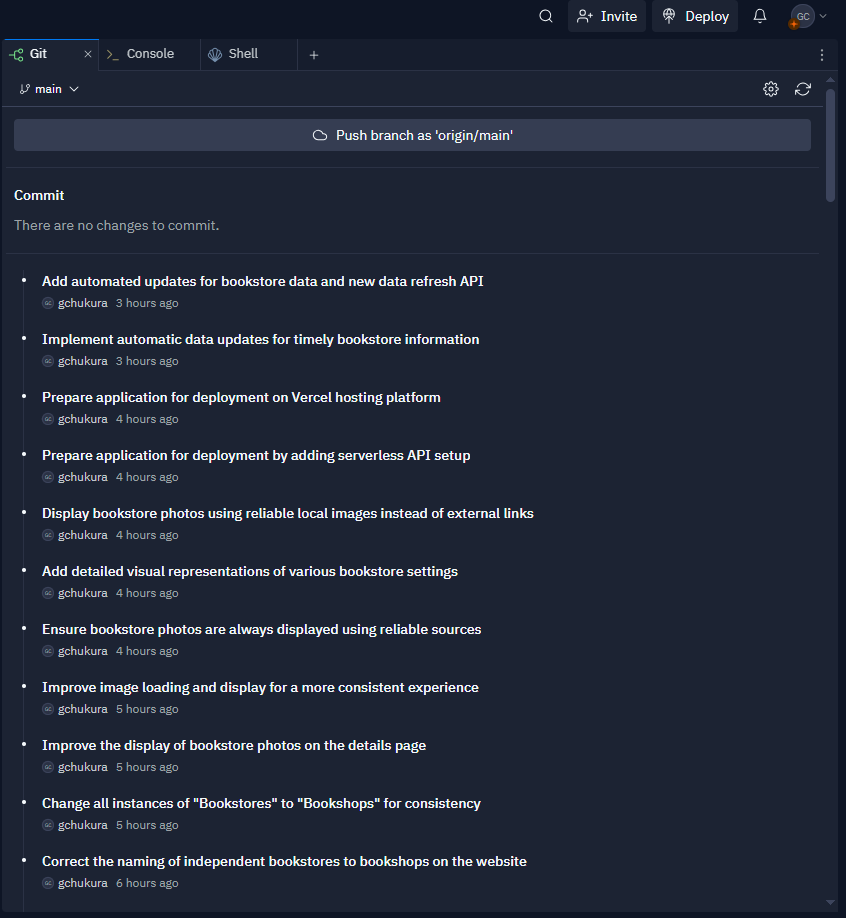 Invite
Deploy
GC
Git
Console
Shell
main
Push branch as 'origin/main'
Commit
There are no changes to commit.
Add automated updates for bookstore data and new data refresh API
GC gchukura 3 hours ago
Implement automatic data updates for timely bookstore information
GC gchukura 3 hours ago
Prepare application for deployment on Vercel hosting platform
GC gchukura 4 hours ago
Prepare application for deployment by adding serverless API setup
GC gchukura 4 hours ago
Display bookstore photos using reliable local images instead of external links
GC gchukura 4 hours ago
Add detailed visual representations of various bookstore settings
GC gchukura 4 hours ago
Ensure bookstore photos are always displayed using reliable sources
GC gchukura 4 hours ago
Improve image loading and display for a more consistent experience
GC gchukura 5 hours ago
Improve the display of bookstore photos on the details page
GC gchukura 5 hours ago
Change all instances of "Bookstores" to "Bookshops" for consistency
GC gchukura 5 hours ago
Correct the naming of independent bookstores to bookshops on the website
GC gchukura 6 hours ago